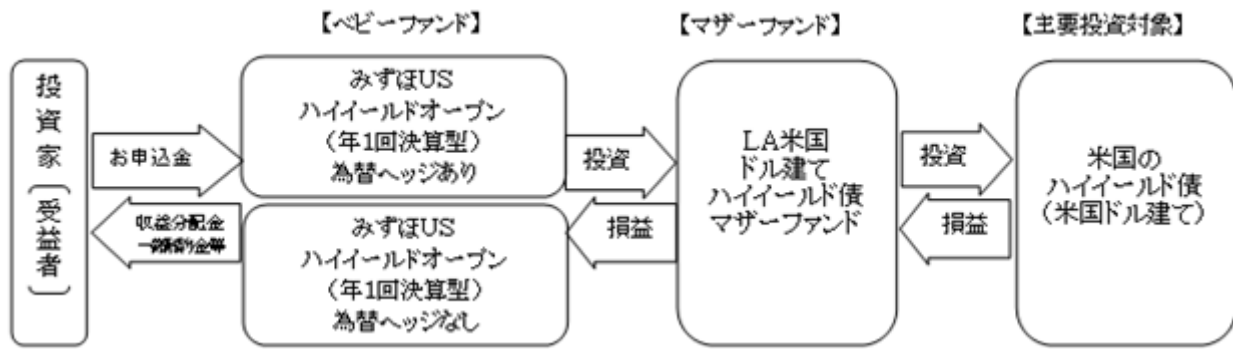 【ベビーファンド】
【マザーファンド】
【主要投資対象】
投資家(受益者)
お申込金
収益分配金
みずほUS
ハイイールドオープン
(年1回決算型)
為替ヘッジあり
みずほUS
ハイイールドオープン
(年1回決算型)
為替ヘッジなし
投資
損益
LA米国
ドル建て
ハイイールド債
マザーファンド
投資
損益
米国の
ハイイールド債
(米国ドル建て)